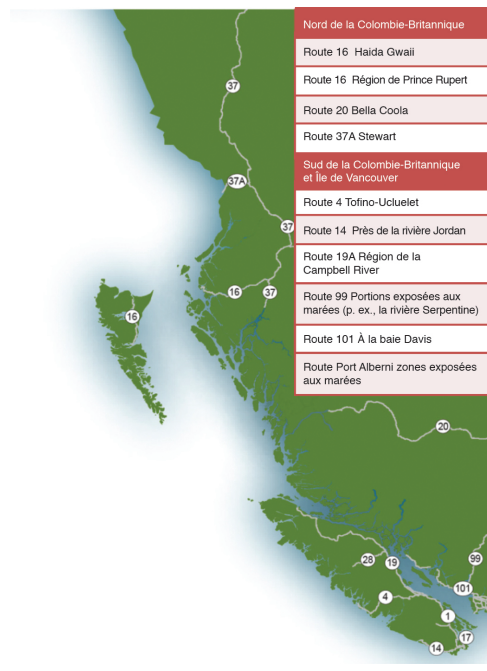 Nord de la Colombie-Britannique
Route 16 Haida Gwaii
Route 16 Région de Prince Rupert
Route 20 Bella Coola
Route 37A Stewart
Sud de la Colombie-Britannique
et Île de Vancouver
Route 4 Tofino-Ucluelet
Route 14 Près de la rivière Jordan
Route 19A Région de la
Campbell River
Route 99 Portions exposées aux
marées (p. ex., la rivière Serpentine)
Route 101 À la baie Davis
Route Port Alberni zones exposées
aux marées
37
37A
37
16
37
16
20
28
19
99
101
4
1
17
14